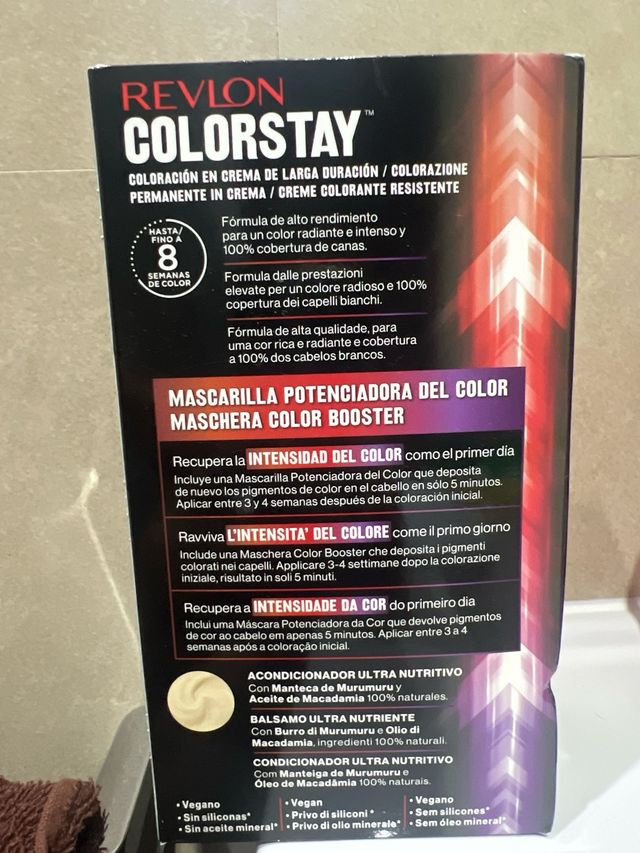 REVLON
COLORSTAY™
COLORACIÓN EN CREMA DE LARGA DURACIÓN / COLORAZIONE
PERMANENTE IN CREMA / CREME COLORANTE RESISTENTE
HASTA/
FINO A
8
SEMANAS
DE COLOR
Fórmula de alto rendimiento
para un color radiante e intenso y
100% cobertura de canas.
Formula dalle prestazioni
elevate per un colore radioso e 100%
copertura dei capelli bianchi.
Fórmula de alta qualidade, para
uma cor rica e radiante e cobertura
a 100% dos cabelos brancos.
MASCARILLA POTENCIADORA DEL COLOR
MASCHERA COLOR BOOSTER
Recupera la INTENSIDAD DEL COLOR como el primer día
Incluye una Mascarilla Potenciadora del Color que deposita
de nuevo los pigmentos de color en el cabello en sólo 5 minutos.
Aplicar entre 3 y 4 semanas después de la coloración inicial.
Ravviva L'INTENSITA' DEL COLORE come il primo giorno
Include una Maschera Color Booster che deposita i pigmenti
colorati nei capelli. Applicare 3-4 settimane dopo la colorazione
iniziale, risultato in soli 5 minuti.
Recupera a INTENSIDADE DA COR do primeiro dia
Inclui uma Máscara Potenciadora da Cor que devolve pigmentos
de cor ao cabelo em apenas 5 minutos. Aplicar entre 3 a 4
semanas após a coloração inicial.
ACONDICIONADOR ULTRA NUTRITIVO
Con Manteca de Murumuru y
Aceite de Macadamia 100% naturales.
BALSAMO ULTRA NUTRIENTE
Con Burro di Murumuru e Olio di
Macadamia, ingredienti 100% naturali.
CONDICIONADOR ULTRA NUTRITIVO
Com Manteiga de Murumuru e
Óleo de Macadâmia 100% naturais.
• Vegano
• Sin siliconas*
• Sin aceite mineral*
• Vegan
• Privo di siliconi*
• Privo di olio minerale*
• Vegano
• Sem silicones*
• Sem óleo mineral*